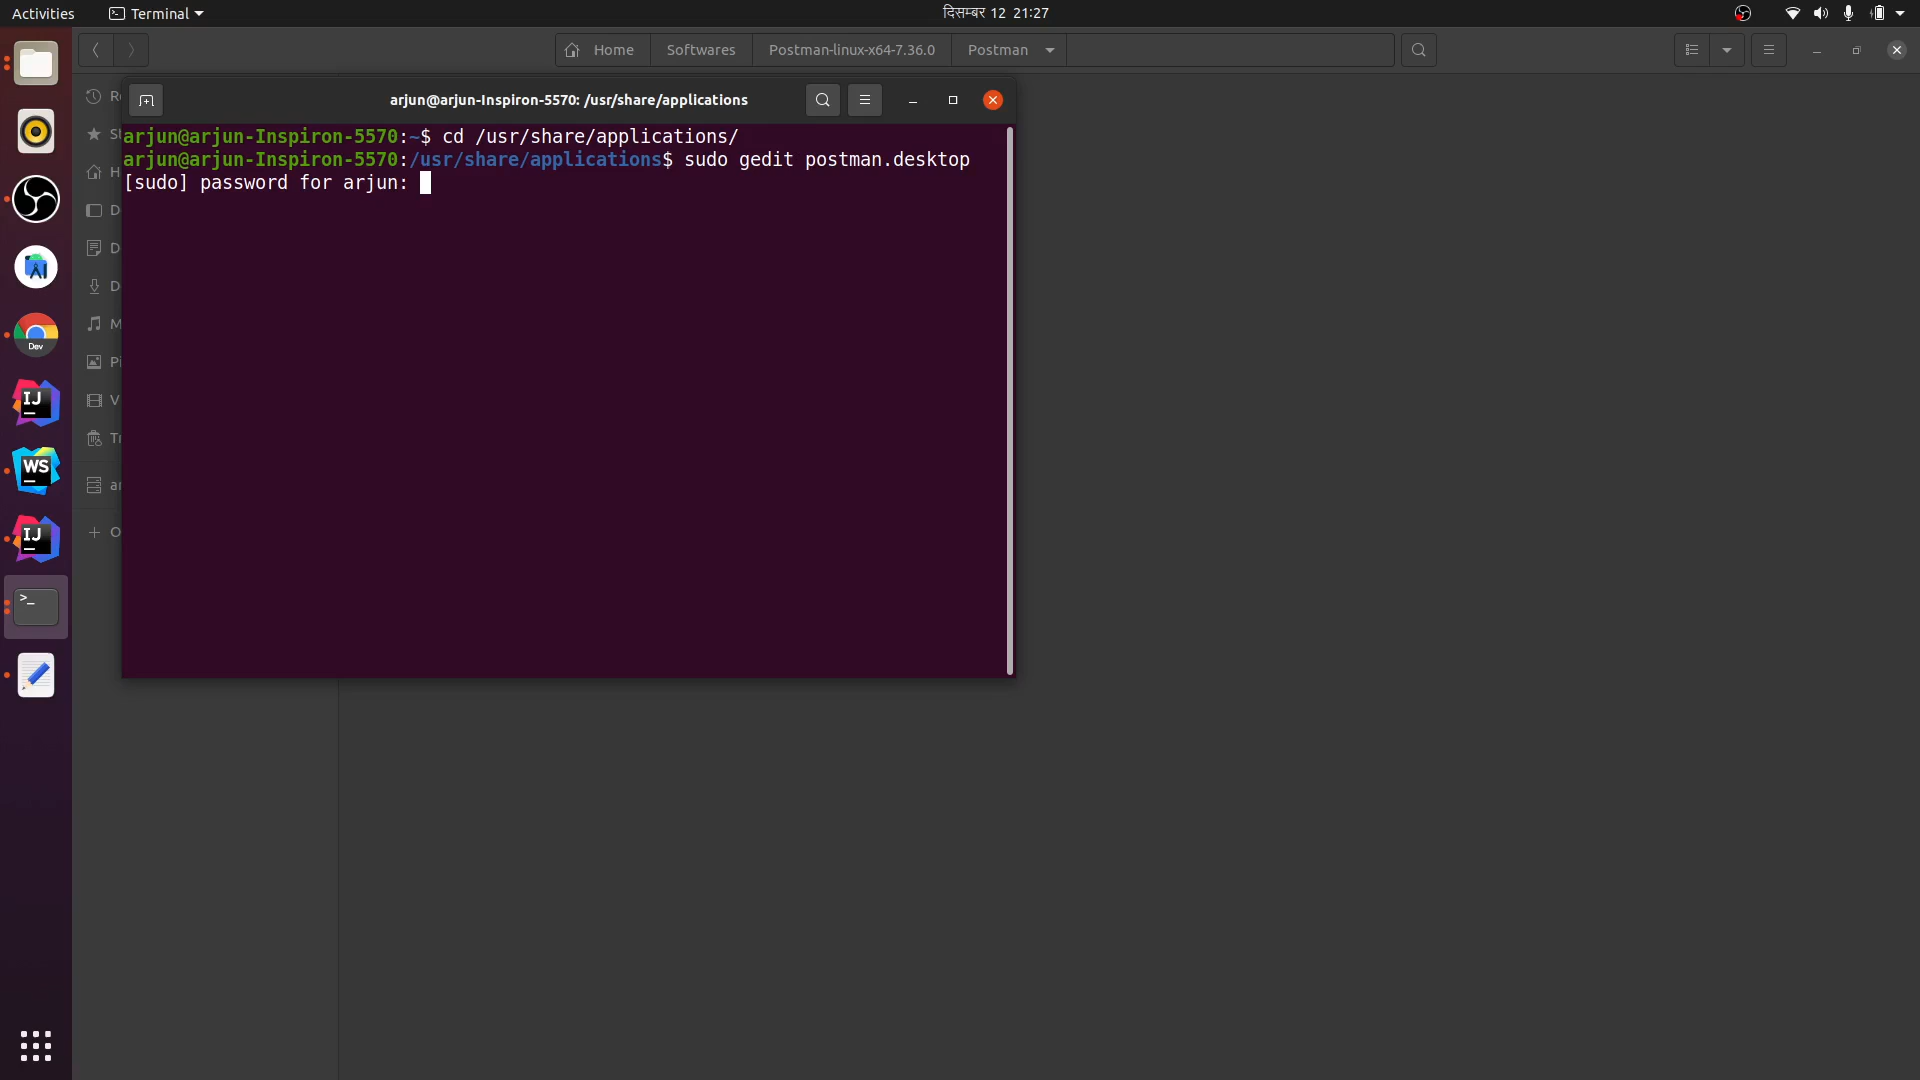 Activities
Terminal
दिसम्बर 12 21:27
Home
Softwares
Postman-linux-x64-7.36.0
Postman
arjun@arjun-Inspiron-5570: /usr/share/applications
arjun@arjun-Inspiron-5570:~$ cd /usr/share/applications/
arjun@arjun-Inspiron-5570:/usr/share/applications$ sudo gedit postman.desktop
[sudo] password for arjun:
Dev
IJ
WS
IJ
>_